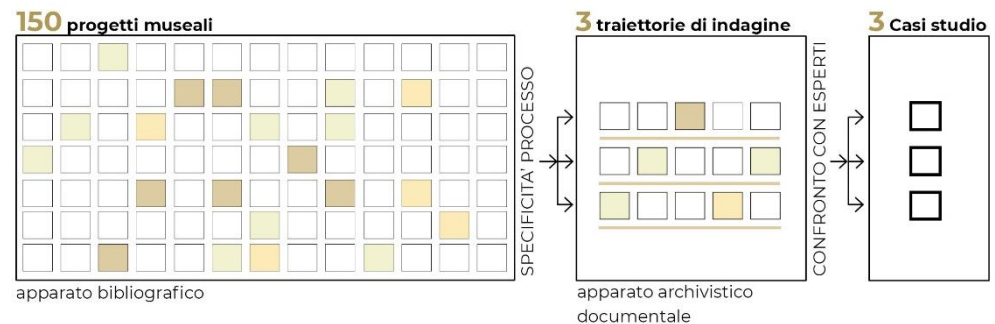 150 progetti museali
apparato bibliografico
SPECIFICITA' PROCESSO
3 traiettorie di indagine
apparato archivistico
documentale
CONFRONTO CON ESPERTI
3 Casi studio